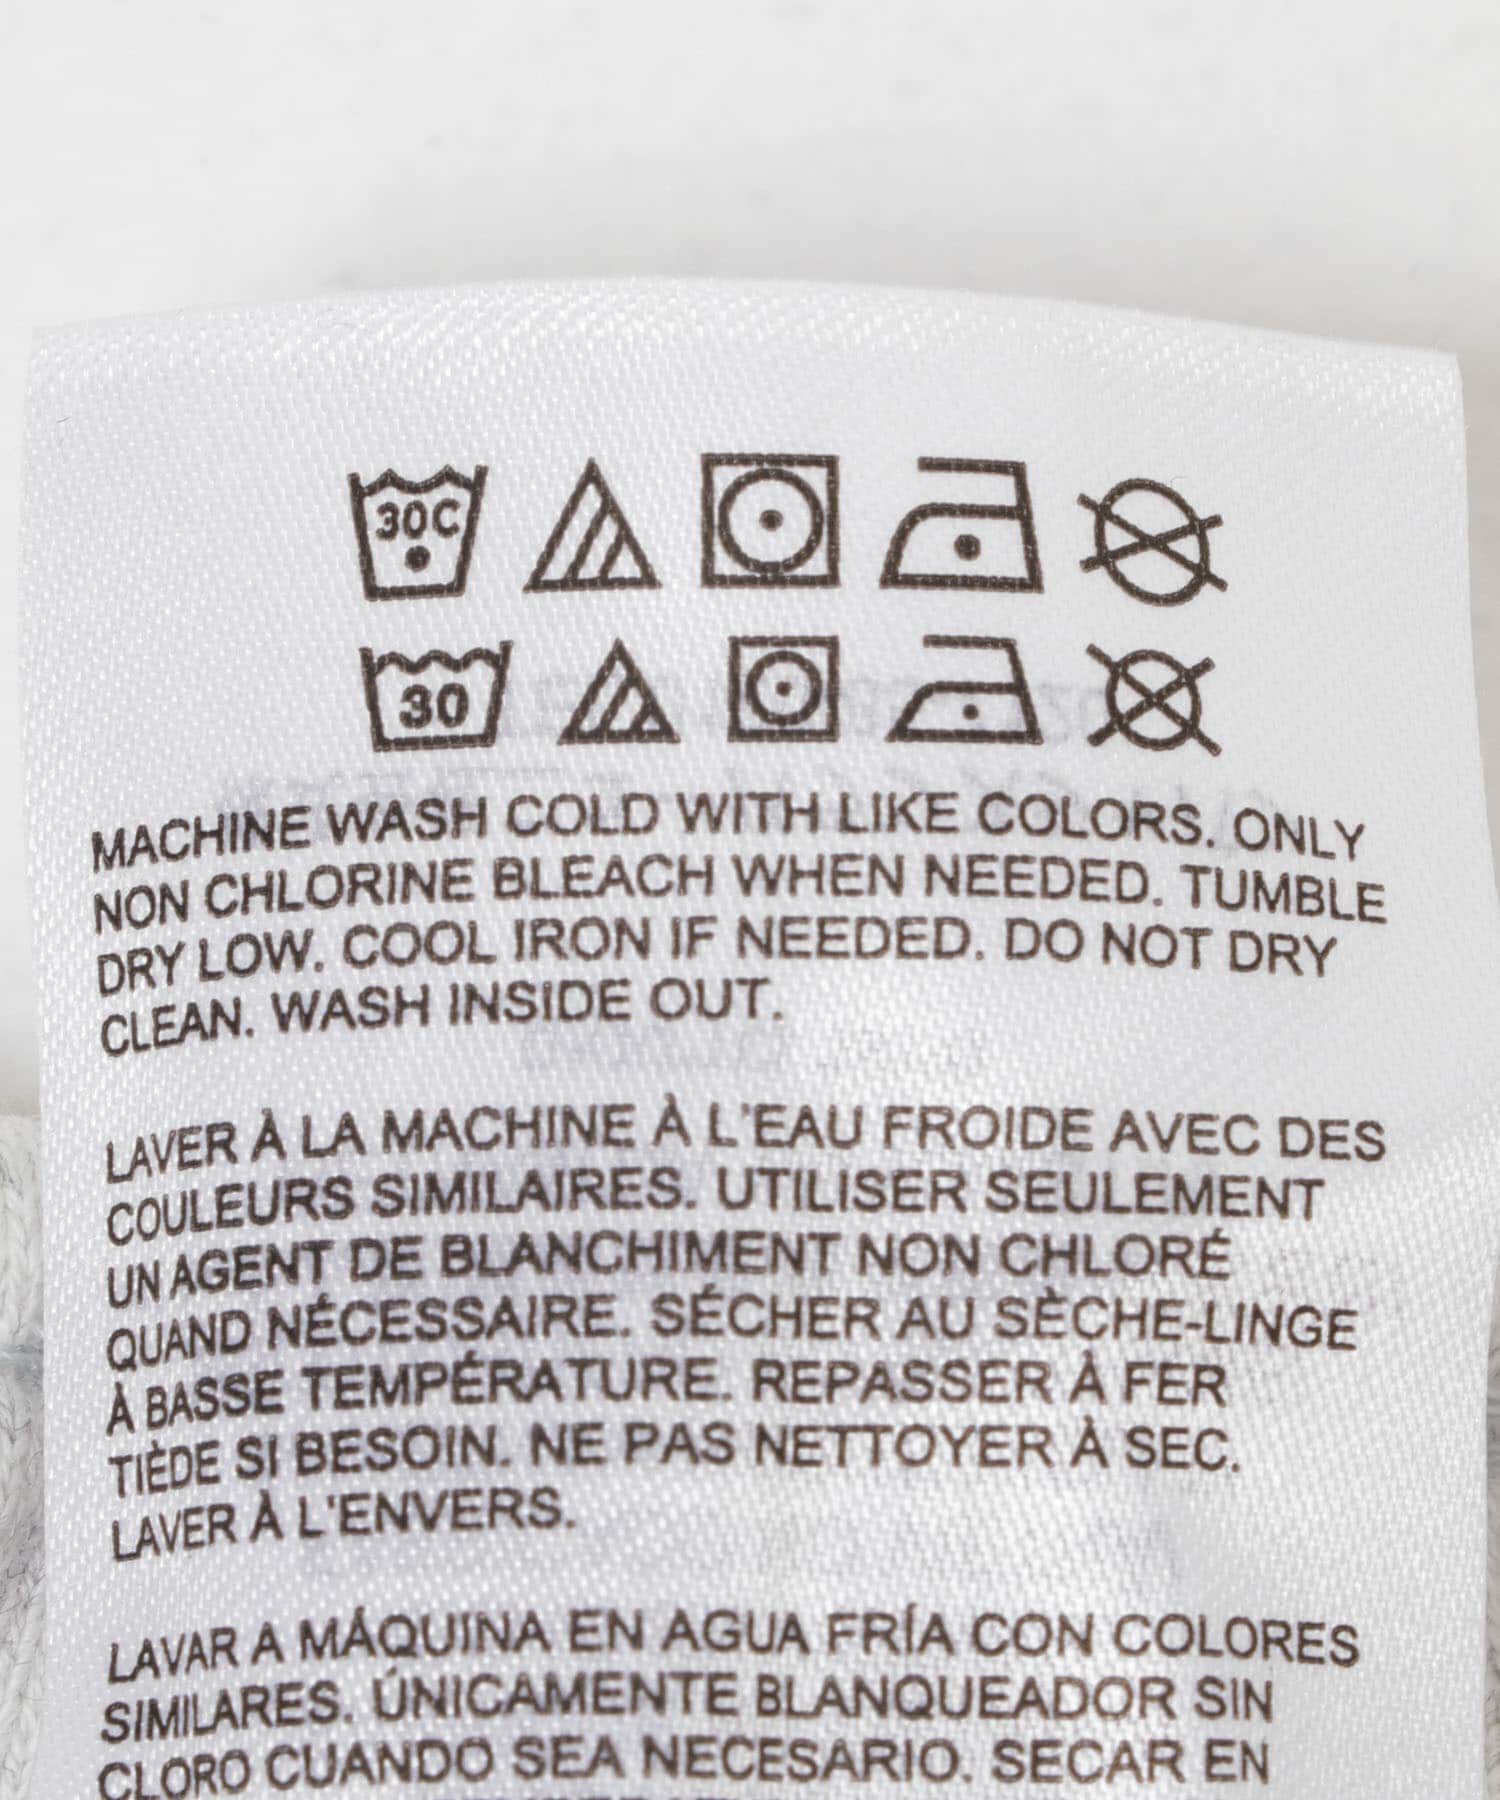 30C
30
MACHINE WASH COLD WITH LIKE COLORS. ONLY
NON CHLORINE BLEACH WHEN NEEDED. TUMBLE
DRY LOW. COOL IRON IF NEEDED. DO NOT DRY
CLEAN. WASH INSIDE OUT.
LAVER À LA MACHINE À L'EAU FROIDE AVEC DES
COULEURS SIMILAIRES. UTILISER SEULEMENT
UN AGENT DE BLANCHIMENT NON CHLORÉ
QUAND NÉCESSAIRE. SÉCHER AU SÈCHE-LINGE
À BASSE TEMPÉRATURE. REPASSER À FER
TIÈDE SI BESOIN. NE PAS NETTOYER À SEC.
LAVER À L'ENVERS.
LAVAR A MÁQUINA EN AGUA FRÍA CON COLORES
SIMILARES. ÚNICAMENTE BLANQUEADOR SIN
CLORO CUANDO SEA NECESARIO. SECAR EN